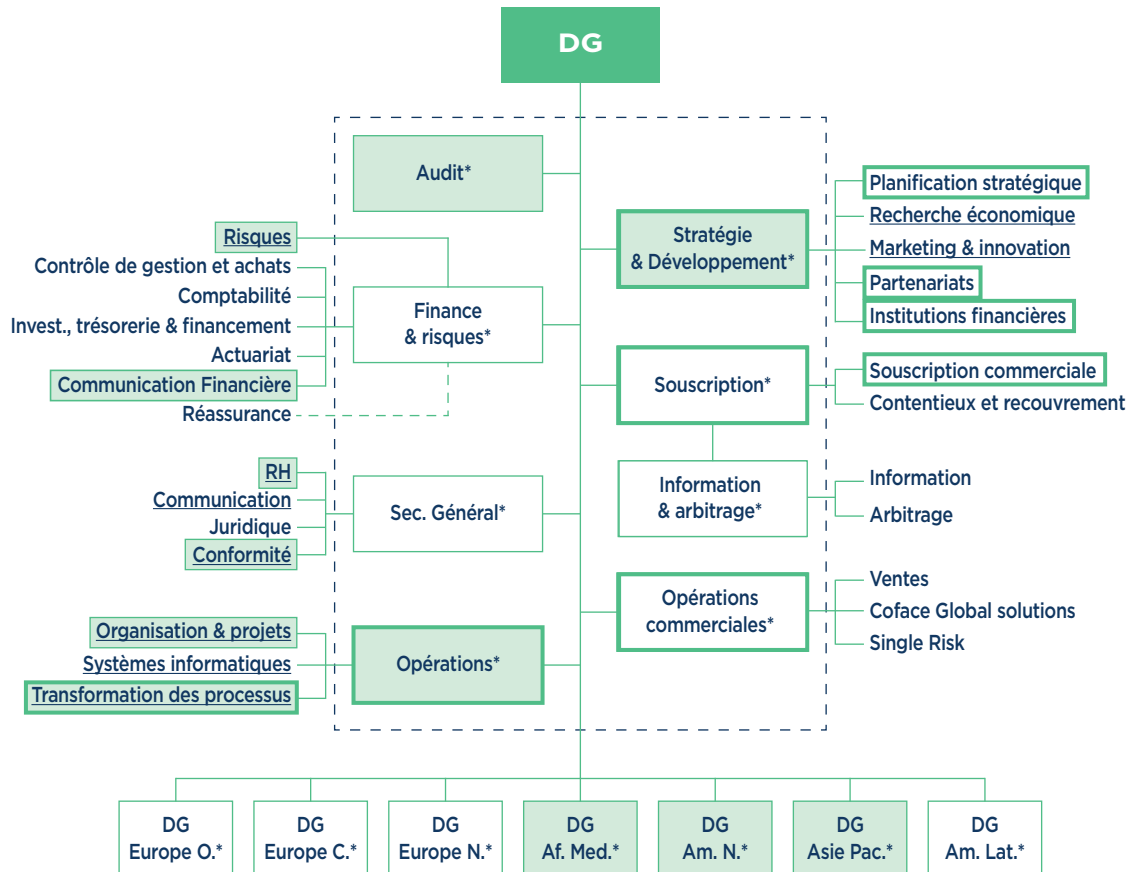 DG
Audit*
Risques
Contrôle de gestion et achats
Comptabilité
Invest., trésorerie & financement
Actuariat
Communication Financière
Réassurance
Finance
& risques*
RH
Communication
Juridique
Conformité
Sec. Général*
Organisation & projets
Systèmes informatiques
Transformation des processus
Opérations*
Stratégie
& Développement*
Planification stratégique
Recherche économique
Marketing & innovation
Partenariats
Institutions financières
Souscription*
Souscription commerciale
Contentieux et recouvrement
Information
& arbitrage*
Information
Arbitrage
Opérations
commerciales*
Ventes
Coface Global solutions
Single Risk
DG
Europe O.*
DG
Europe C.*
DG
Europe N.*
DG
Af. Med.*
DG
Am. N.*
DG
Asie Pac.*
DG
Am. Lat.*